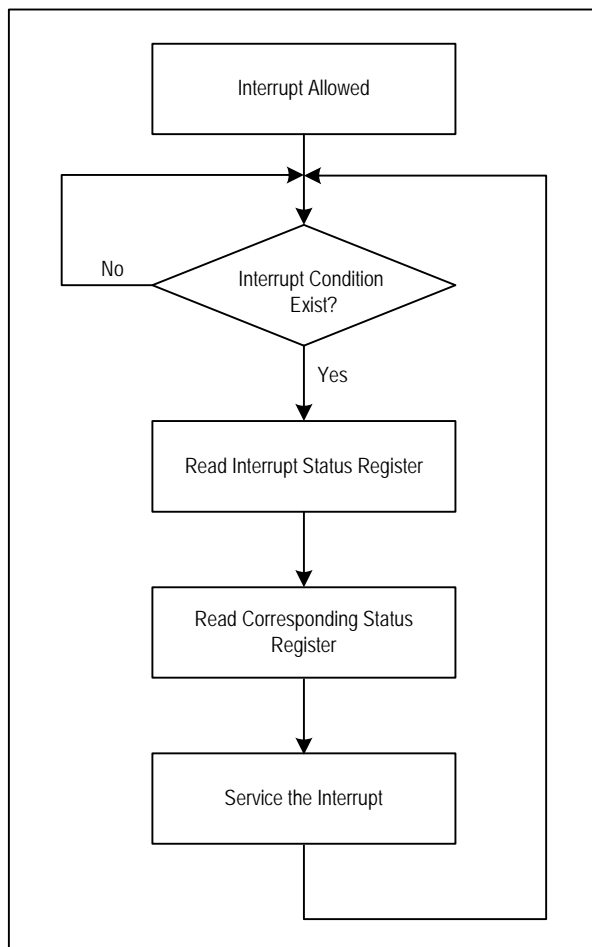 Interrupt Allowed
No
Interrupt Condition
Exist?
Yes
Read Interrupt Status Register
Read Corresponding Status
Register
Service the Interrupt